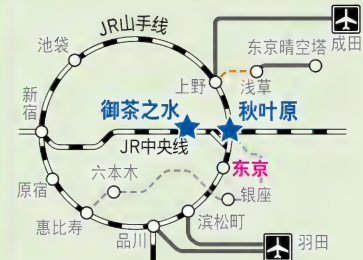 JR山手线
池袋
成田
东京晴空塔
上野
浅草
新宿
御茶之水
秋叶原
JR中央线
东京
六本木
原宿
银座
惠比寿
滨松町
品川
羽田